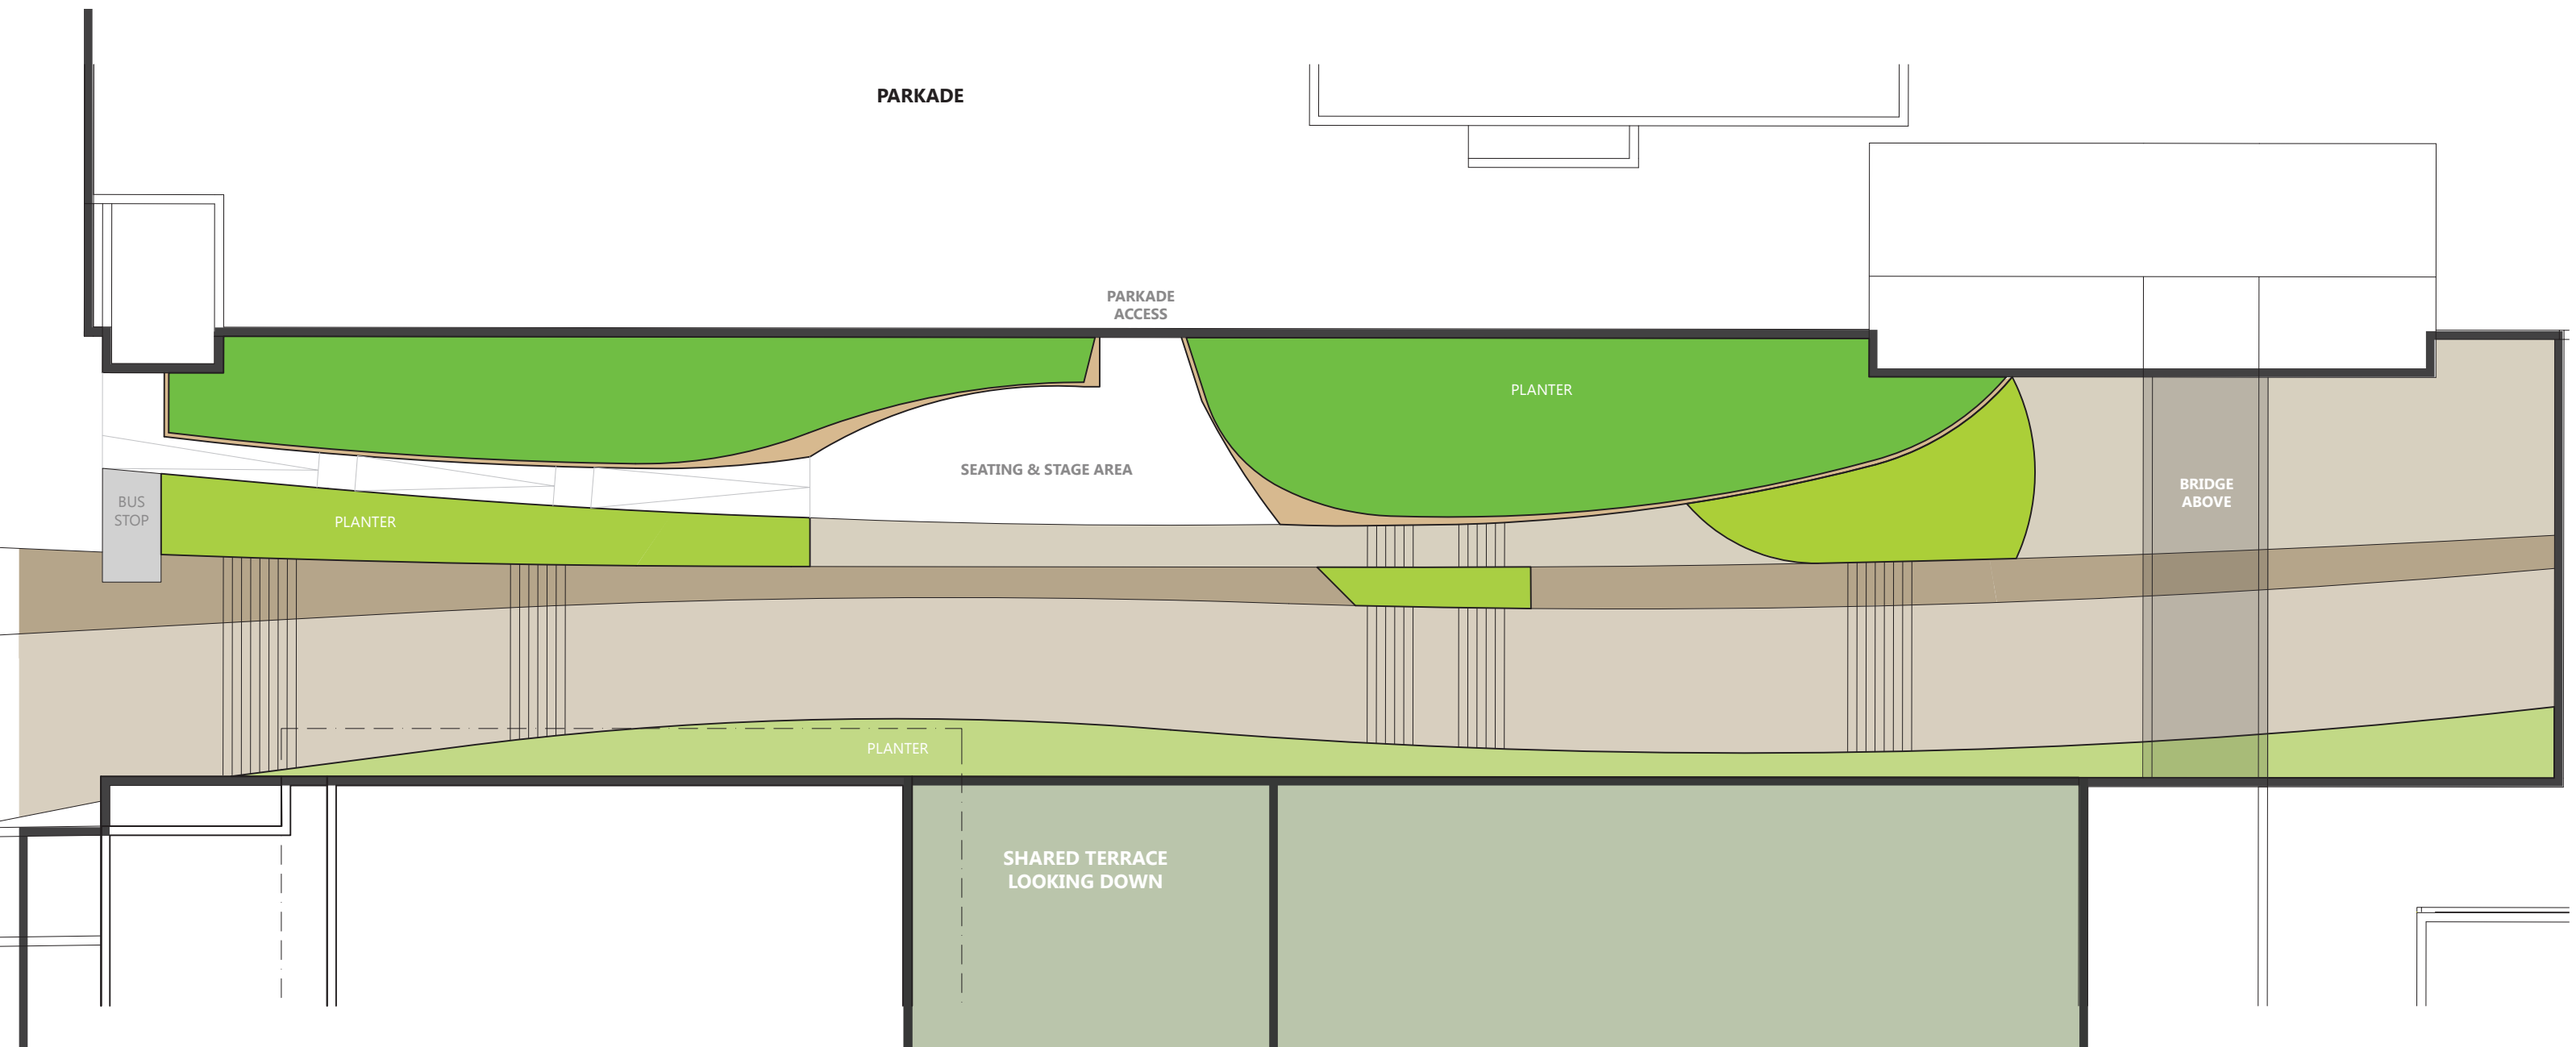 PARKADE
PARKADE
ACCESS
PLANTER
SEATING & STAGE AREA
BRIDGE
ABOVE
BUS
STOP
PLANTER
PLANTER
SHARED TERRACE
LOOKING DOWN